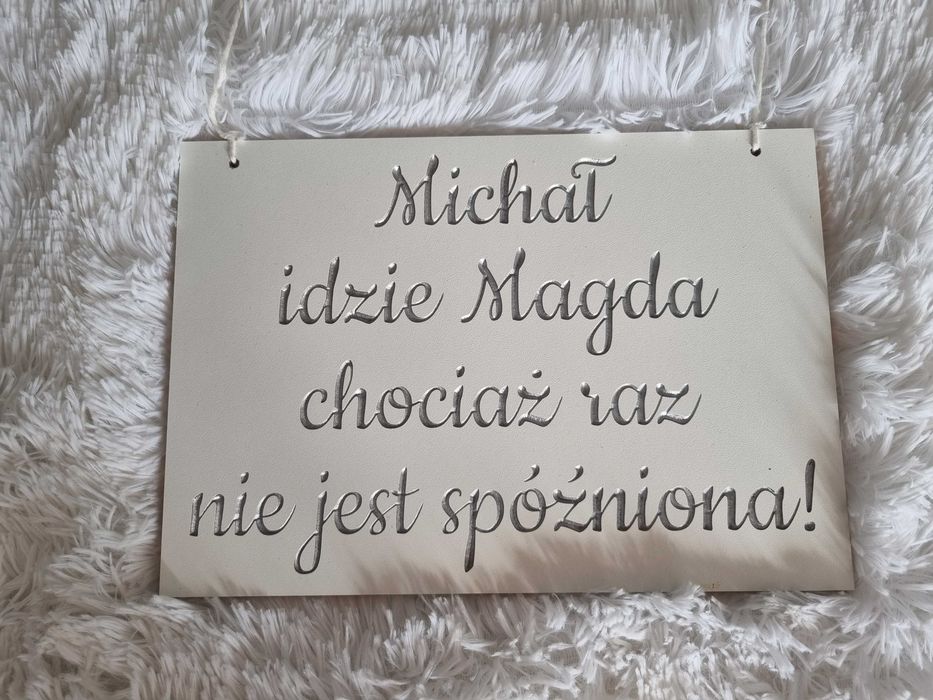 Michał
idzie Magda
chociaż raz
nie jest spóźniona!